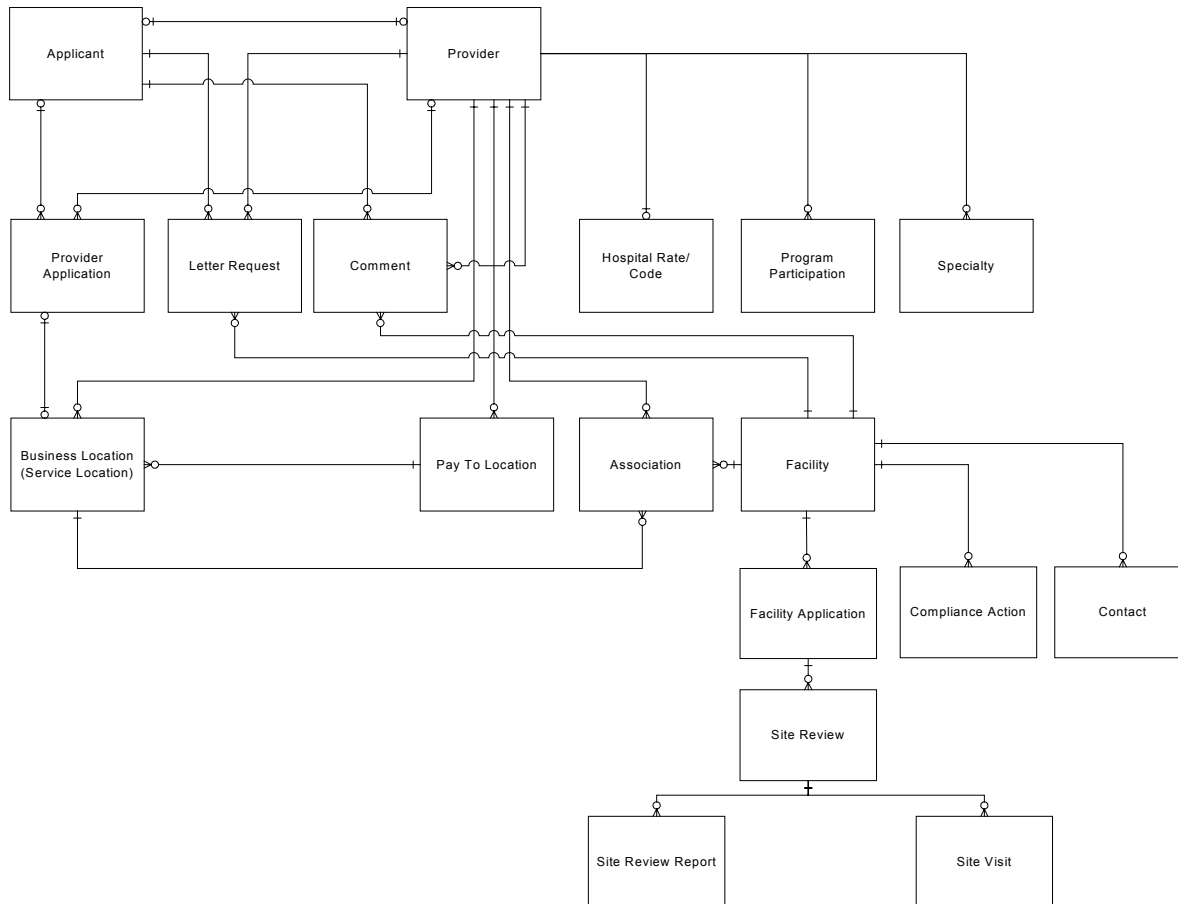 Applicant
Provider
Provider
Application
Letter Request
Comment
Hospital Rate/
Code
Program
Participation
Specialty
Business Location
(Service Location)
Pay To Location
Association
Facility
Facility Application
Compliance Action
Contact
Site Review
Site Review Report
Site Visit